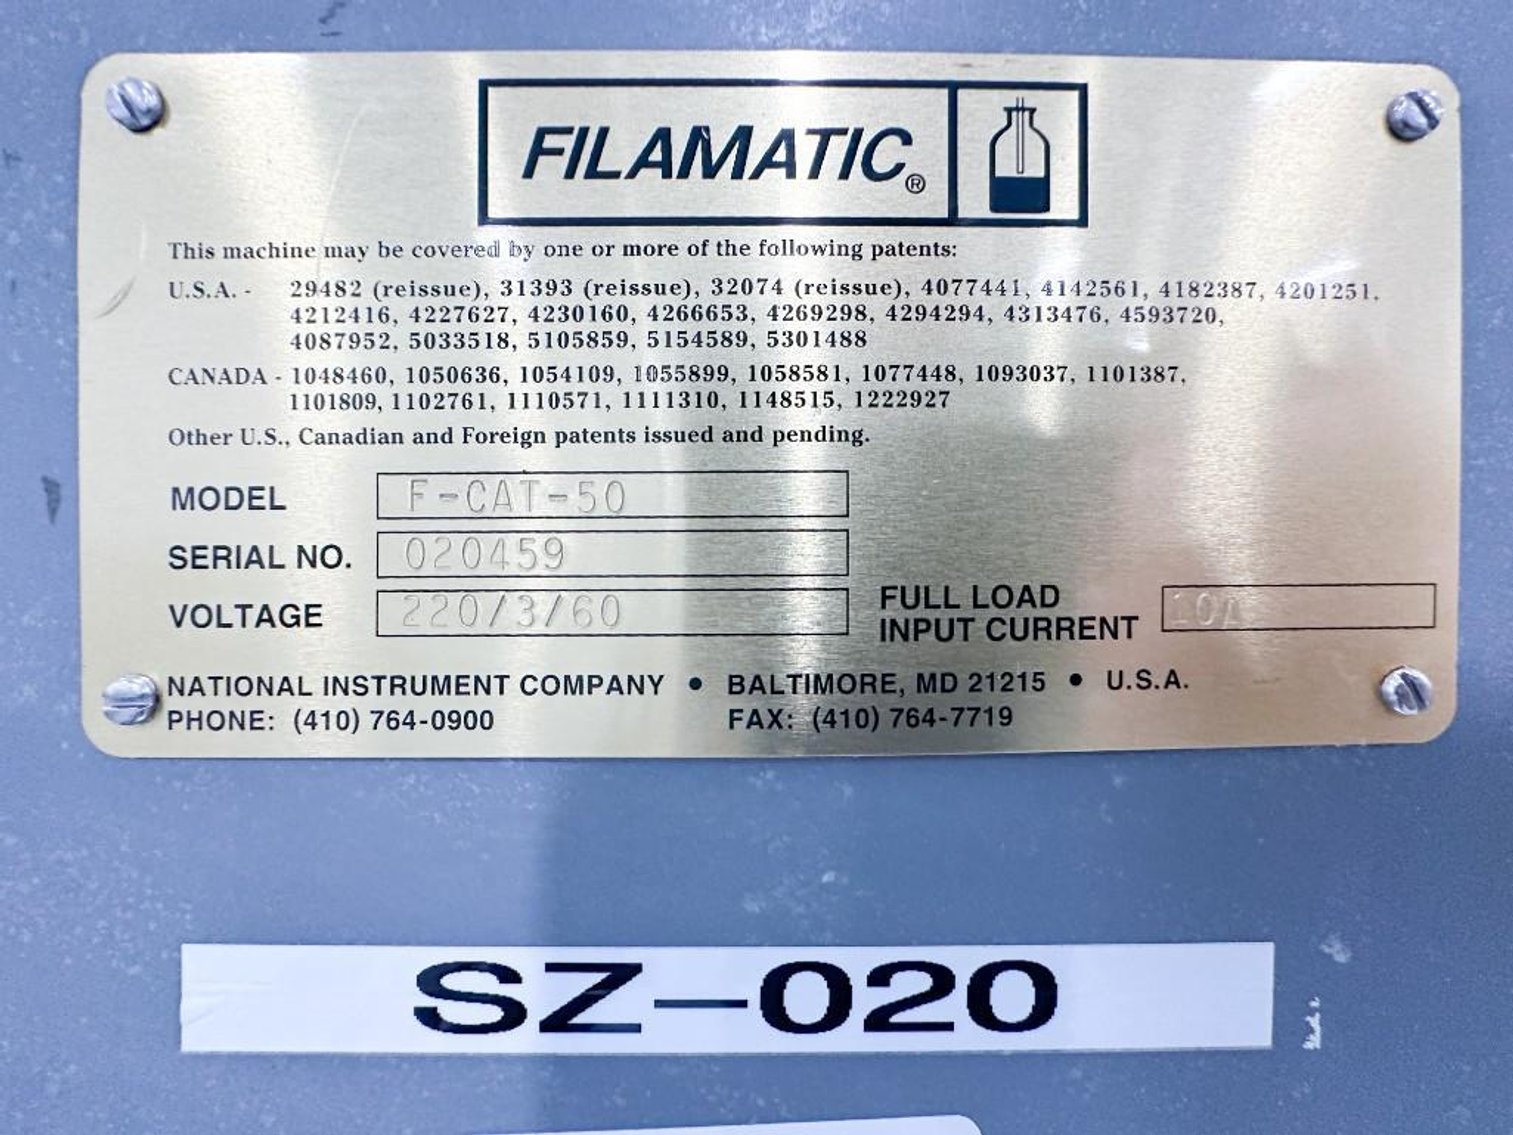 FILAMATIC®
This machine may be covered by one or more of the following patents:
U.S.A. - 29482 (reissue), 31393 (reissue), 32074 (reissue), 4077441, 4142561, 4182387, 4201251,
4212416, 4227627, 4230160, 4266653, 4269298, 4294294, 4313476, 4593720,
4087952, 5033518, 5105859, 5154589, 5301488
CANADA - 1048460, 1050636, 1054109, 1055899, 1058581, 1077448, 1093037, 1101387,
1101809, 1102761, 1110571, 1111310, 1148515, 1222927
Other U.S., Canadian and Foreign patents issued and pending.
MODEL F-CAT-50
SERIAL NO. 020459
VOLTAGE 220/3/60
FULL LOAD
INPUT CURRENT 10A
NATIONAL INSTRUMENT COMPANY • BALTIMORE, MD 21215 • U.S.A.
PHONE: (410) 764-0900 FAX: (410) 764-7719
SZ-020